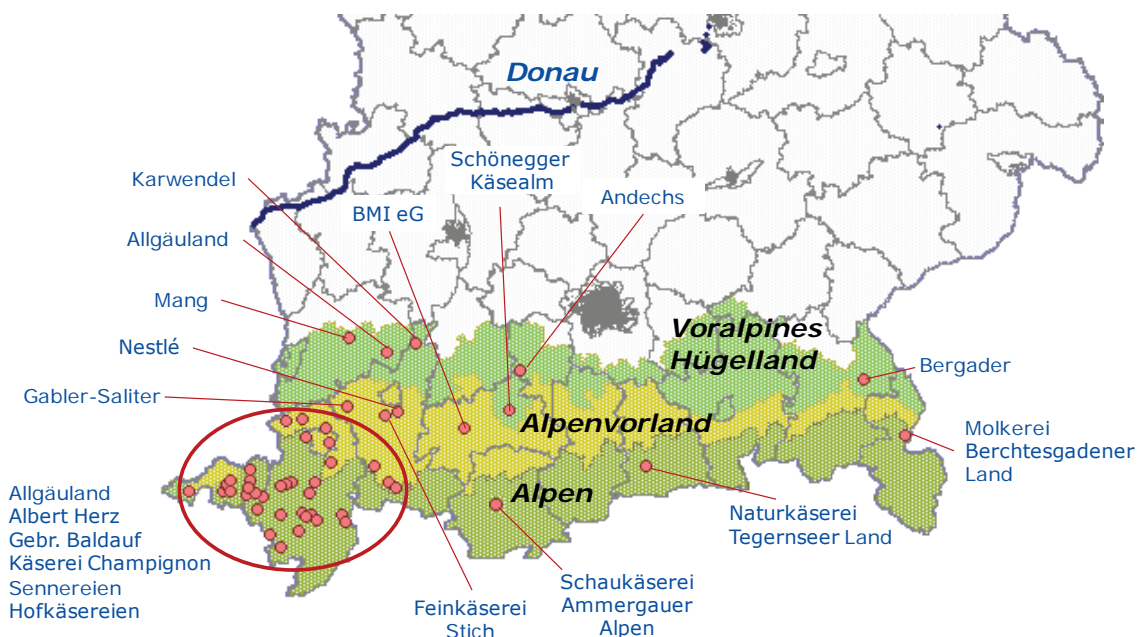 Donau
Schönegger
Käsealm
Karwendel
BMI eG
Andechs
Allgäuland
Mang
Voralpines
Hügelland
Nestlé
Bergader
Gabler-Saliter
Alpenvorland
Molkerei
Berchtesgadener
Land
Alpen
Allgäuland
Albert Herz
Gebr. Baldauf
Käserei Champignon
Sennereien
Hofkäsereien
Naturkäserei
Tegernseer Land
Schaukäserei
Ammergauer
Alpen
Feinkäserei
Stich